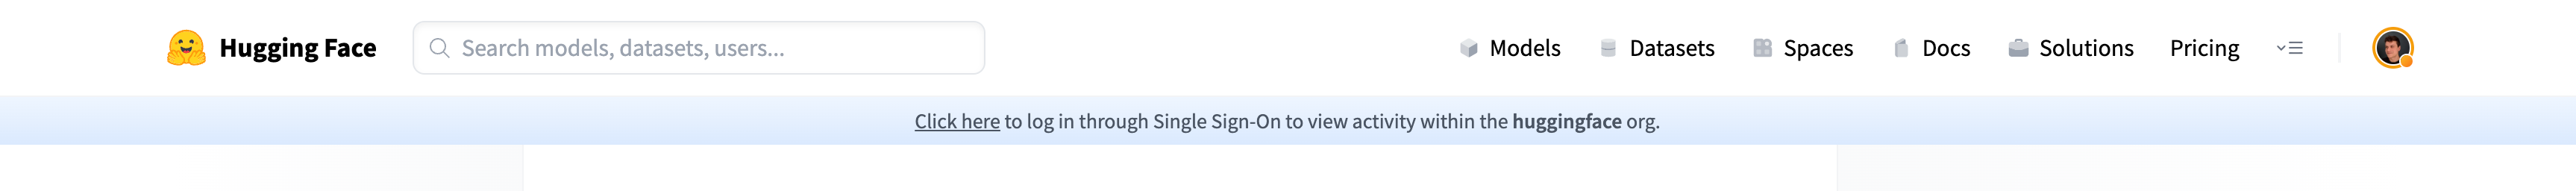 Hugging Face
Search models, datasets, users...
Models
Datasets
Spaces
Docs
Solutions
Pricing
Click here to log in through Single Sign-On to view activity within the huggingface org.